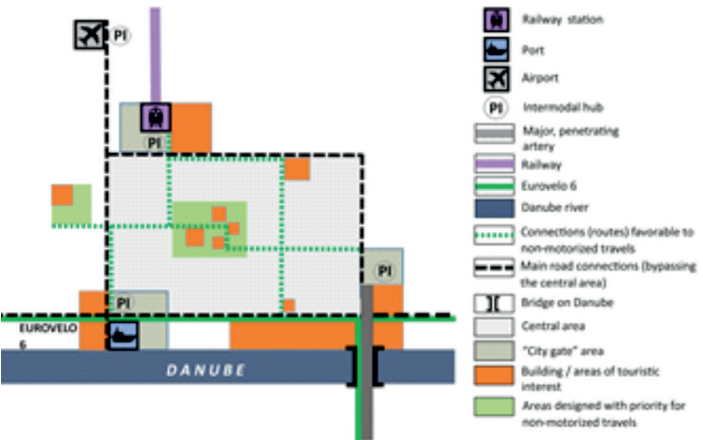 PI
PI
PI
PI
EUROVELO
6
DANUBE
Railway station
Port
Airport
PI
Intermodal hub
Major, penetrating
artery
Railway
Eurovelo 6
Danube river
Connections (routes) favorable to
non-motorized travels
Main road connections (bypassing
the central area)
Bridge on Danube
Central area
"City gate" area
Building / areas of touristic
interest
Areas designed with priority for
non-motorized travels